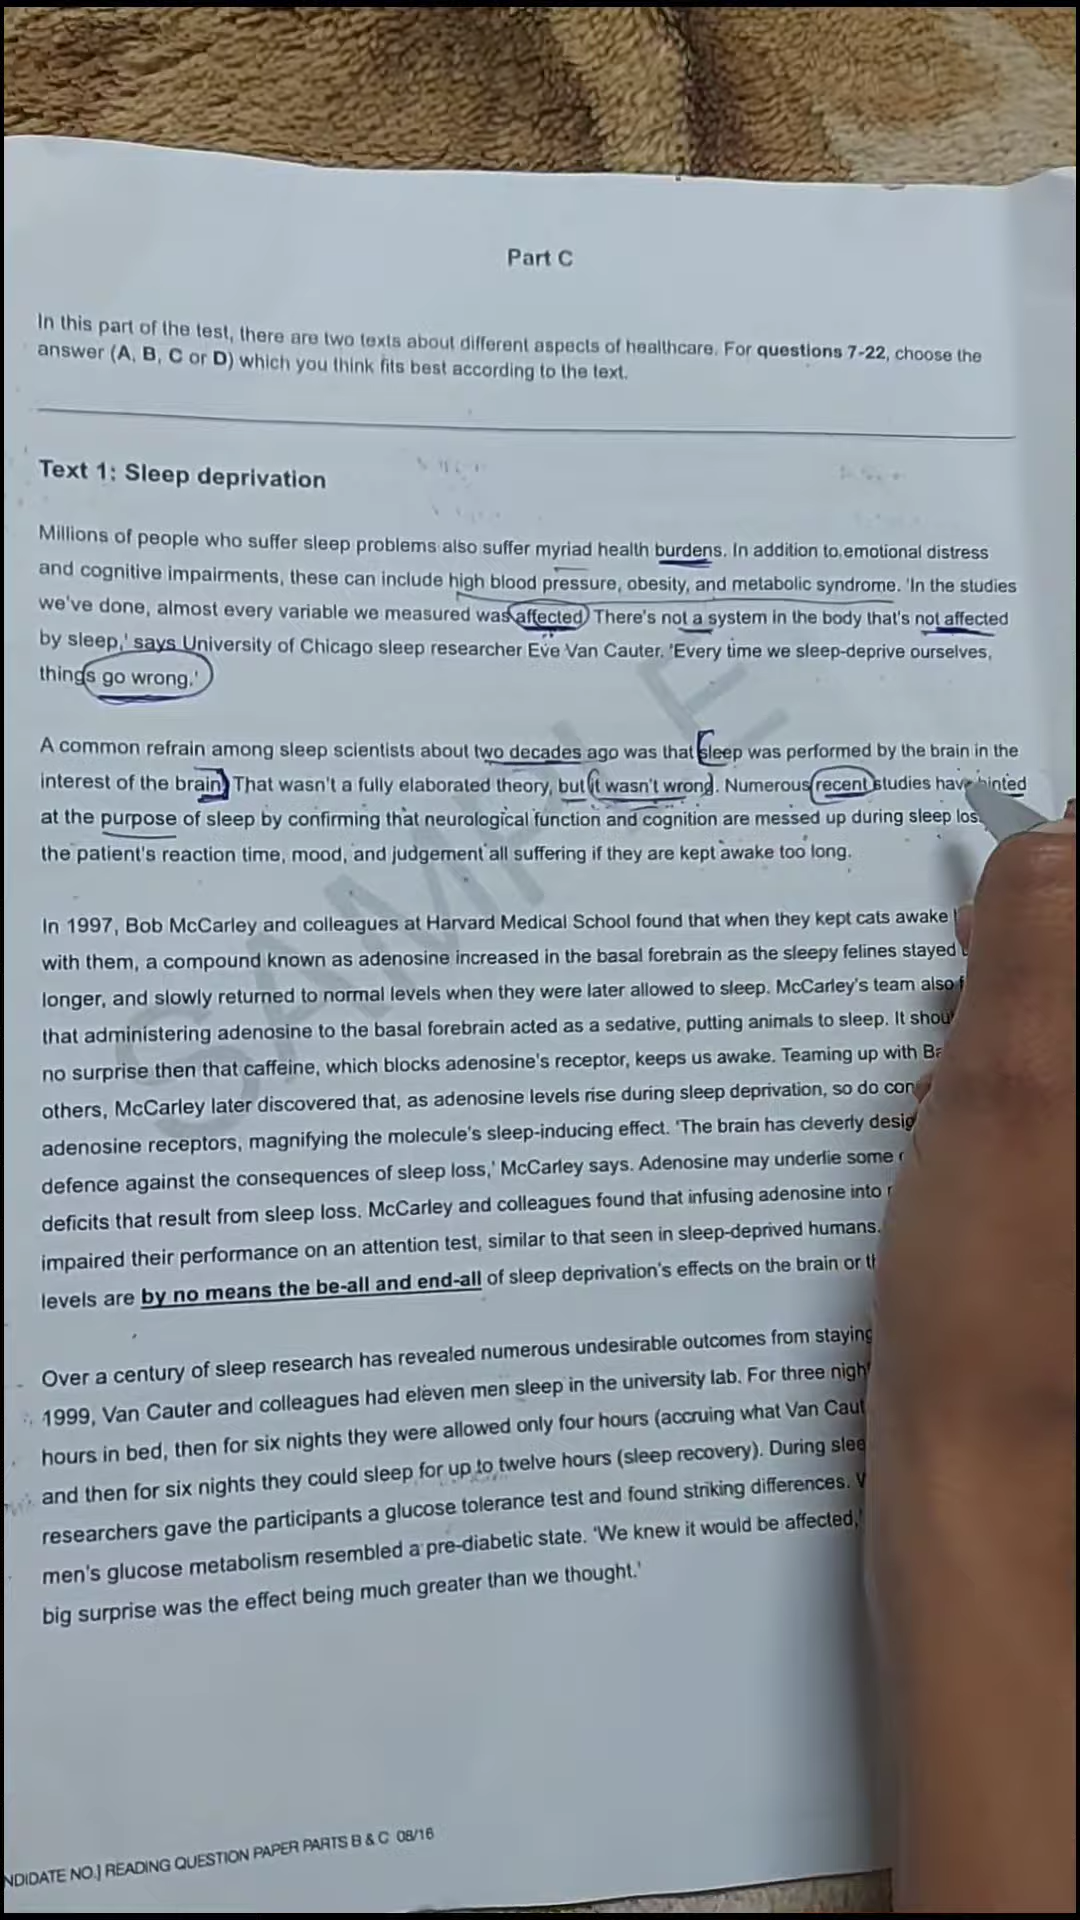 Part C
In this part of the test, there are two texts about different aspects of healthcare. For questions 7-22, choose the
answer (A, B, C or D) which you think fits best according to the text.
Text 1: Sleep deprivation
Millions of people who suffer sleep problems also suffer myriad health burdens. In addition to emotional distress
and cognitive impairments, these can include high blood pressure, obesity, and metabolic syndrome. 'In the studies
we've done, almost every variable we measured was affected. There's not a system in the body that's not affected
by sleep,' says University of Chicago sleep researcher Eve Van Cauter. 'Every time we sleep-deprive ourselves,
things go wrong.'
A common refrain among sleep scientists about two decades ago was that sleep was performed by the brain in the
interest of the brain. That wasn't a fully elaborated theory, but it wasn't wrong. Numerous recent studies have hinted
at the purpose of sleep by confirming that neurological function and cognition are messed up during sleep
the patient's reaction time, mood, and judgement all suffering if they are kept awake too long.
In 1997, Bob McCarley and colleagues at Harvard Medical School found that when they kept cats awake
with them, a compound known as adenosine increased in the basal forebrain as the sleepy felines stayed
longer, and slowly returned to normal levels when they were later allowed to sleep. McCarley's team also
that administering adenosine to the basal forebrain acted as a sedative, putting animals to sleep. It
no surprise then that caffeine, which blocks adenosine's receptor, keeps us awake. Teaming up with
others, McCarley later discovered that, as adenosine levels rise during sleep deprivation, so do
adenosine receptors, magnifying the molecule's sleep-inducing effect. 'The brain has cleverly
defence against the consequences of sleep loss,' McCarley says. Adenosine may underlie some
deficits that result from sleep loss. McCarley and colleagues found that infusing adenosine into
impaired their performance on an attention test, similar to that seen in sleep-deprived humans.
levels are by no means the be-all and end-all of sleep deprivation's effects on the brain or
Over a century of sleep research has revealed numerous undesirable outcomes from staying
1999, Van Cauter and colleagues had eleven men sleep in the university lab. For three
hours in bed, then for six nights they were allowed only four hours (accruing what Van
and then for six nights they could sleep for up to twelve hours (sleep recovery). During
researchers gave the participants a glucose tolerance test and found striking differences.
men's glucose metabolism resembled a pre-diabetic state. 'We knew it would be affected,'
big surprise was the effect being much greater than we thought.'
SAMPLE
NO.] READING QUESTION PAPER PARTS B & C 08/16